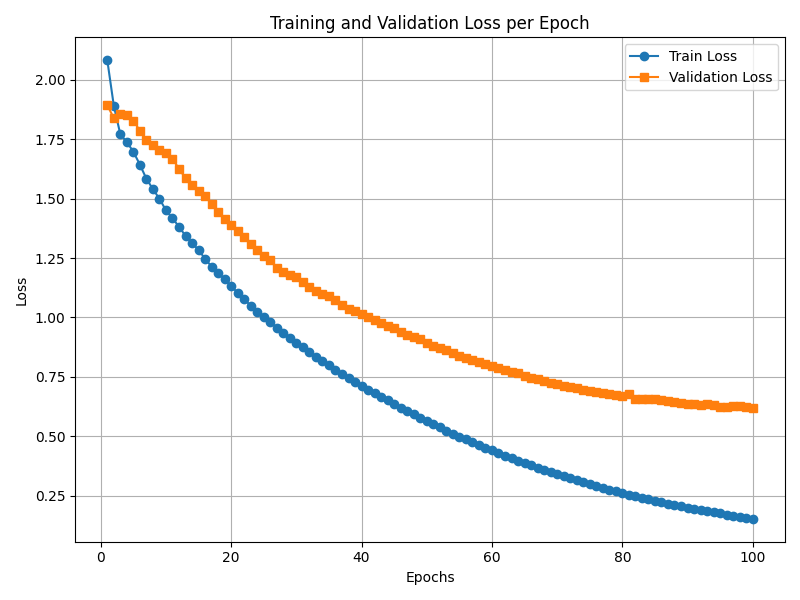 Training and Validation Loss per Epoch
Train Loss
Validation Loss
2.00
1.75
1.50
1.25
1.00
0.75
0.50
0.25
Loss
0 20 40 60 80 100
Epochs